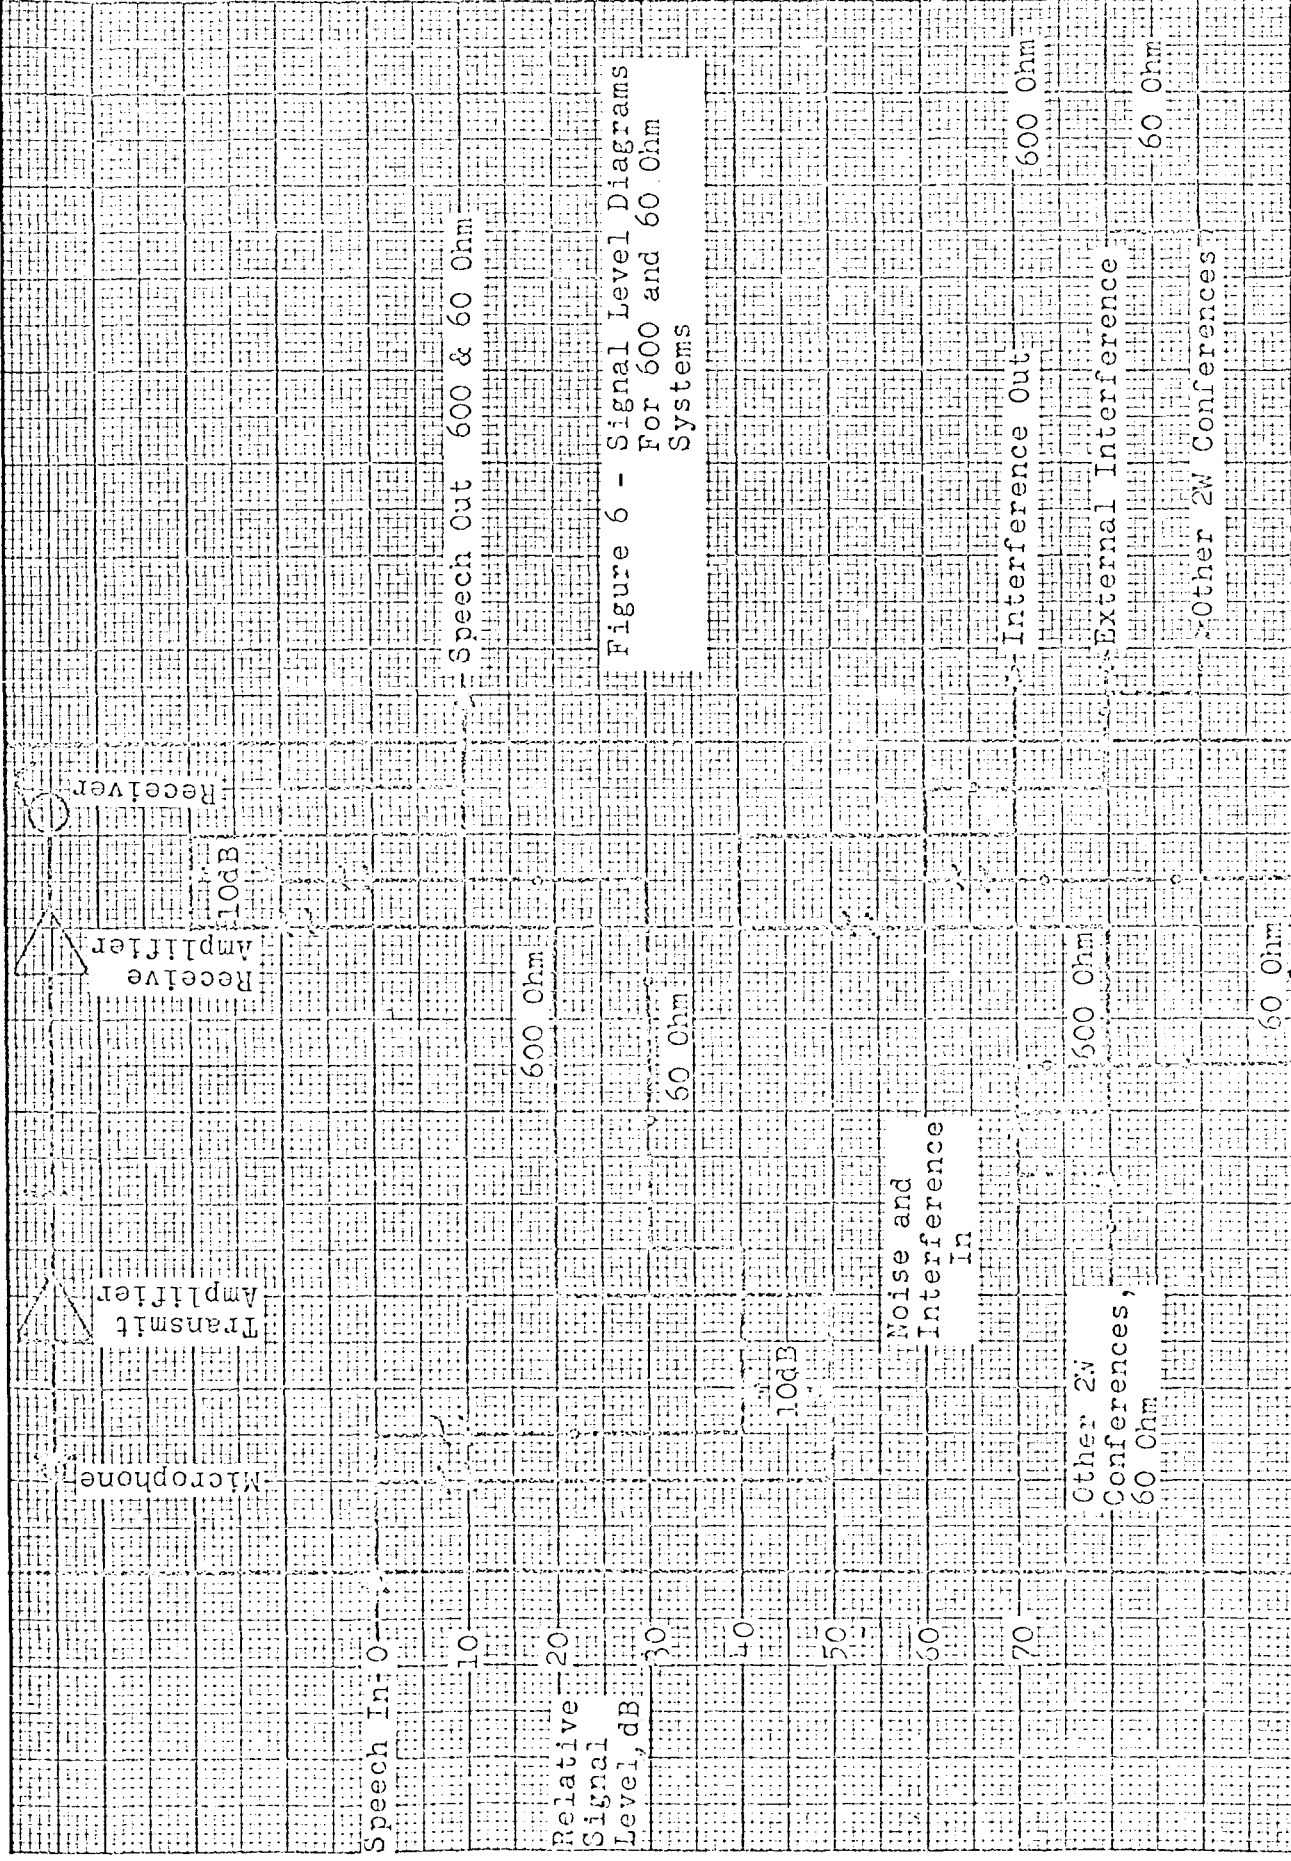 Microphone
Transmit
Amplifier
Receive
Amplifier
Receiver
10dB
Speech In
0
10
20
30
40
50
60
70
Relative
Signal
Level, dB
Speech Out 600 & 60 Ohm
600 Ohm
60 Ohm
Figure 6 - Signal Level Diagrams
For 600 and 60 Ohm
Systems
10dB
Noise and
Interference
In
Other 2W
Conferences,
60 Ohm
600 Ohm
60 Ohm
Interference Out
600 Ohm
External Interference
60 Ohm
Other 2W Conferences